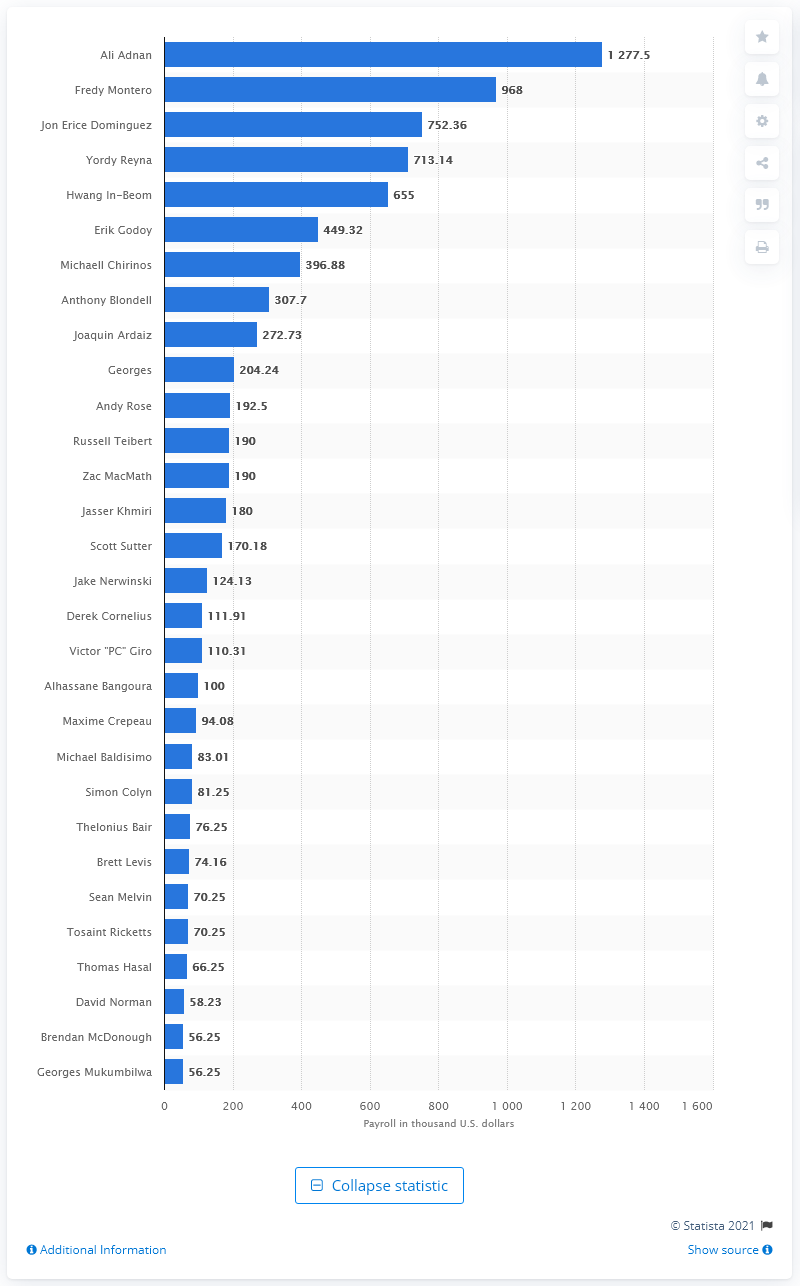 Ali Adnan 1 277.5
Fredy Montero 968
Jon Erice Dominguez 752.36
Yordy Reyna 713.14
Hwang In-Beom 655
Erik Godoy 449.32
Michaell Chirinos 396.88
Anthony Blondell 307.7
Joaquin Ardaiz 272.73
Georges 204.24
Andy Rose 192.5
Russell Teibert 190
Zac MacMath 190
Jasser Khmiri 180
Scott Sutter 170.18
Jake Nerwinski 124.13
Derek Cornelius 111.91
Victor "PC" Giro 110.31
Alhassane Bangoura 100
Maxime Crepeau 94.08
Michael Baldisimo 83.01
Simon Colyn 81.25
Thelonius Bair 76.25
Brett Levis 74.16
Sean Melvin 70.25
Tosaint Ricketts 70.25
Thomas Hasal 66.25
David Norman 58.23
Brendan McDonough 56.25
Georges Mukumbilwa 56.25
0 200 400 600 800 1 000 1 200 1 400 1 600
Payroll in thousand U.S. dollars
Collapse statistic
© Statista 2021
Additional Information Show source